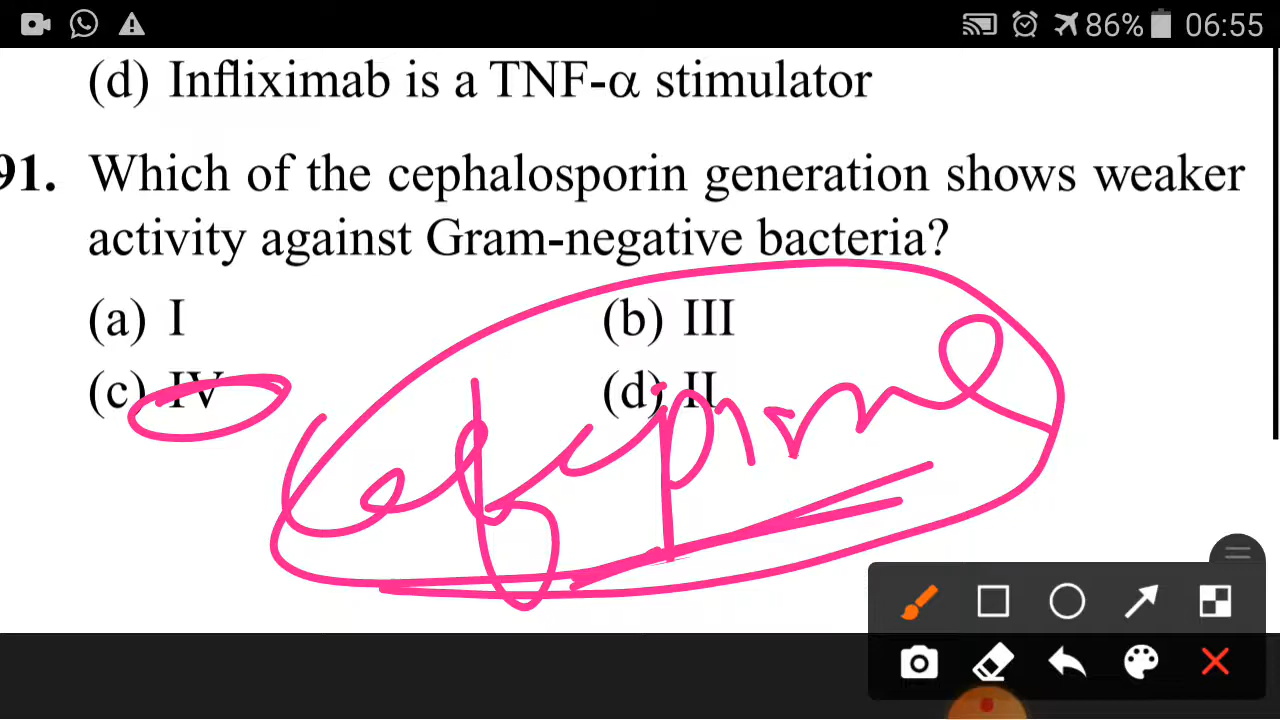 86% 06:55
(d) Infliximab is a TNF-α stimulator
91. Which of the cephalosporin generation shows weaker
activity against Gram-negative bacteria?
(a) I (b) III
(c) IV (d) II
Cefepime